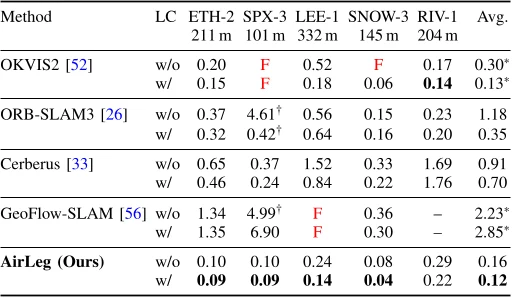 Method LC ETH-2 SPX-3 LEE-1 SNOW-3 RIV-1 Avg.
211 m 101 m 332 m 145 m 204 m
OKVIS2 [52] w/o 0.20 F 0.52 F 0.17 0.30*
w/ 0.15 F 0.18 0.06 0.14 0.13*
ORB-SLAM3 [26] w/o 0.37 4.61† 0.56 0.15 0.23 1.18
w/ 0.32 0.42† 0.64 0.16 0.20 0.35
Cerberus [33] w/o 0.65 0.37 1.52 0.33 1.69 0.91
w/ 0.46 0.24 0.84 0.22 1.76 0.70
GeoFlow-SLAM [56] w/o 1.34 4.99† F 0.36 – 2.23*
w/ 1.35 6.90 F 0.30 – 2.85*
AirLeg (Ours) w/o 0.10 0.10 0.24 0.08 0.29 0.16
w/ 0.09 0.09 0.14 0.04 0.22 0.12